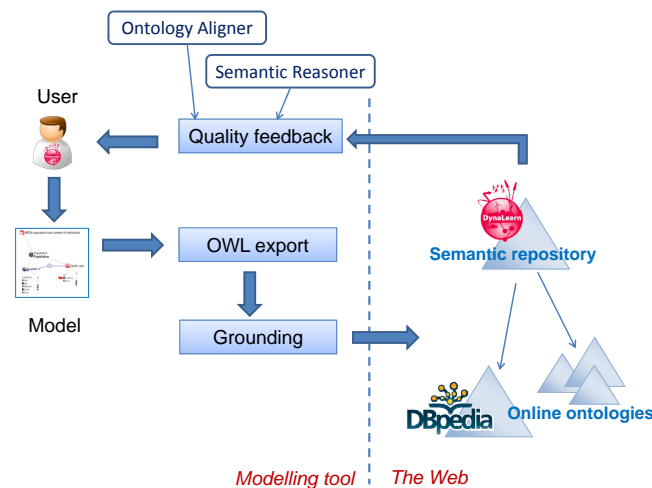 Ontology Aligner
Semantic Reasoner
User
Quality feedback
DynaLearn
Semantic repository
OWL export
Model
Grounding
DBpedia
Online ontologies
Modelling tool
The Web